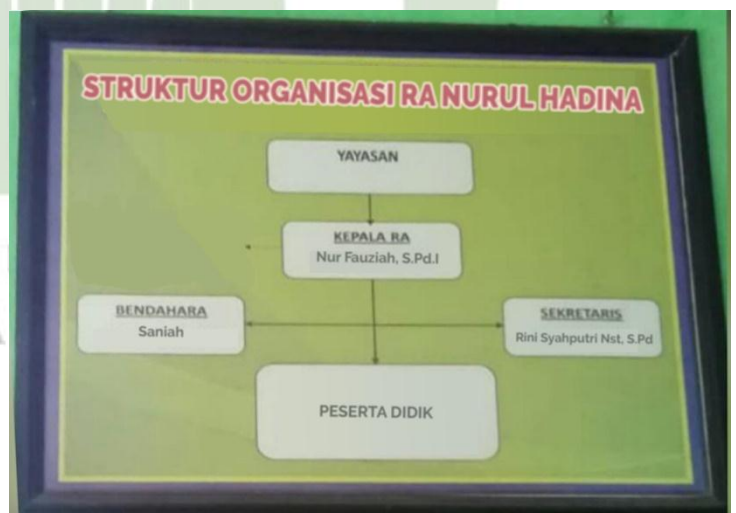 STRUKTUR ORGANISASI RA NURUL HADINA
YAYASAN
KEPALA RA
Nur Fauziah, S.Pd.I
BENDAHARA
Saniah
SEKRETARIS
Rini Syahputri Nst, S.Pd
PESERTA DIDIK